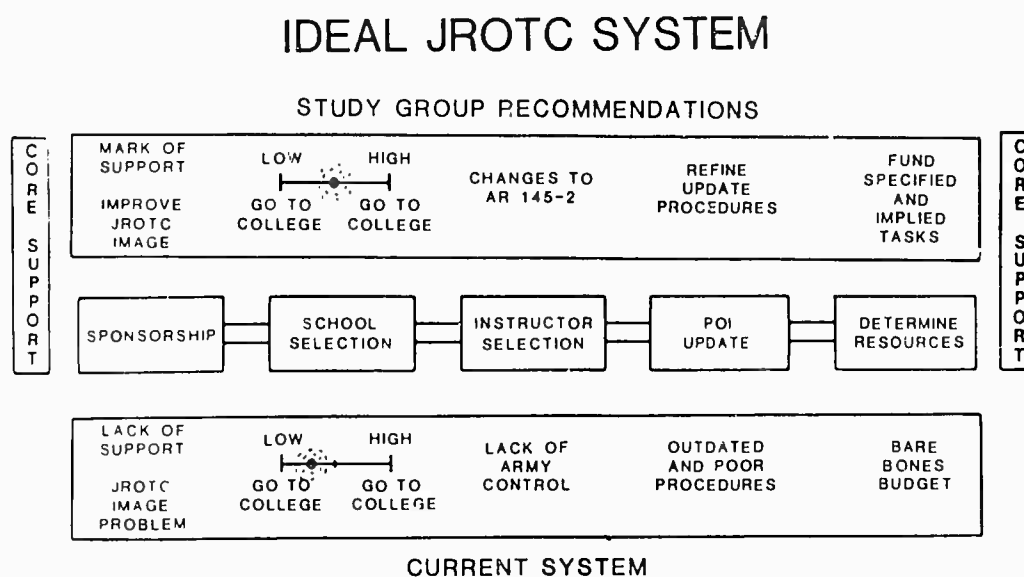 IDEAL JROTC SYSTEM
STUDY GROUP RECOMMENDATIONS
CORE SUPPORT
MARK OF
SUPPORT
IMPROVE
JROTC
IMAGE
LOW HIGH
GO TO GO TO
COLLEGE COLLEGE
CHANGES TO
AR 145-2
REFINE
UPDATE
PROCEDURES
FUND
SPECIFIED
AND
IMPLIED
TASKS
CORE SUPPORT
SPONSORSHIP
SCHOOL
SELECTION
INSTRUCTOR
SELECTION
POI
UPDATE
DETERMINE
RESOURCES
LACK OF
SUPPORT
JROTC
IMAGE
PROBLEM
LOW HIGH
GO TO GO TO
COLLEGE COLLEGE
LACK OF
ARMY
CONTROL
OUTDATED
AND POOR
PROCEDURES
BARE
BONES
BUDGET
CURRENT SYSTEM